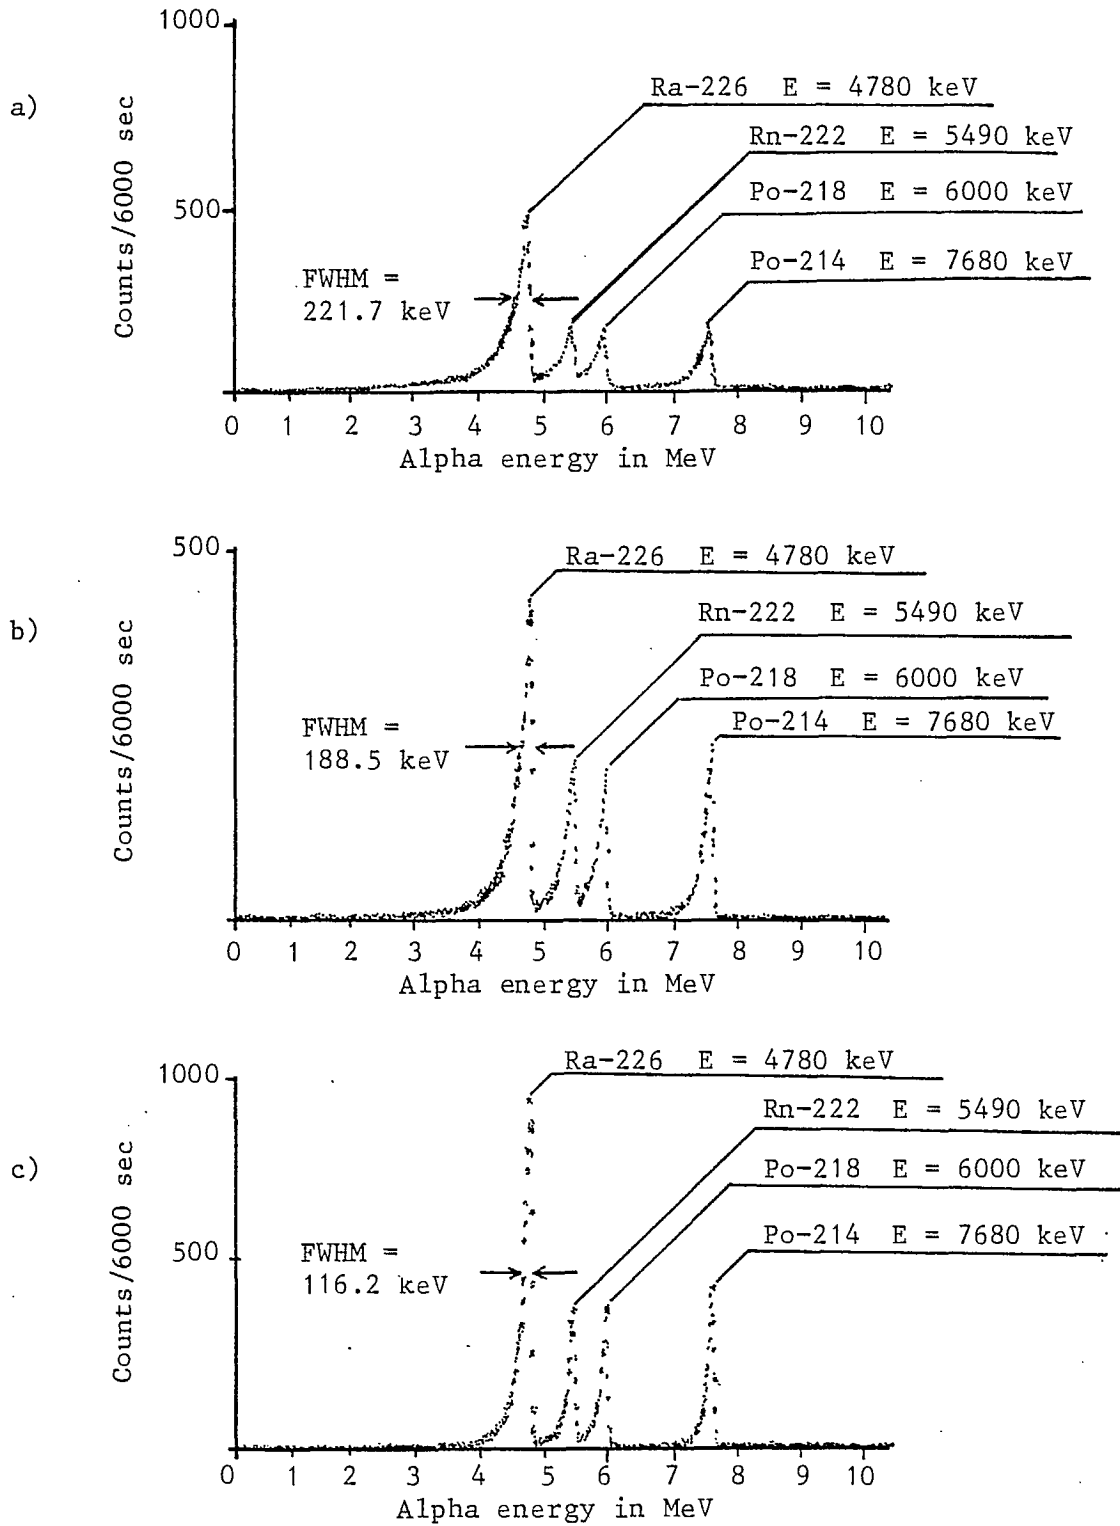 a)
Counts/6000 sec
1000
500
Ra-226 E = 4780 keV
Rn-222 E = 5490 keV
Po-218 E = 6000 keV
Po-214 E = 7680 keV
FWHM =
221.7 keV
0 1 2 3 4 5 6 7 8 9 10
Alpha energy in MeV
b)
Counts/6000 sec
500
Ra-226 E = 4780 keV
Rn-222 E = 5490 keV
Po-218 E = 6000 keV
Po-214 E = 7680 keV
FWHM =
188.5 keV
0 1 2 3 4 5 6 7 8 9 10
Alpha energy in MeV
c)
Counts/6000 sec
1000
500
Ra-226 E = 4780 keV
Rn-222 E = 5490 keV
Po-218 E = 6000 keV
Po-214 E = 7680 keV
FWHM =
116.2 keV
0 1 2 3 4 5 6 7 8 9 10
Alpha energy in MeV